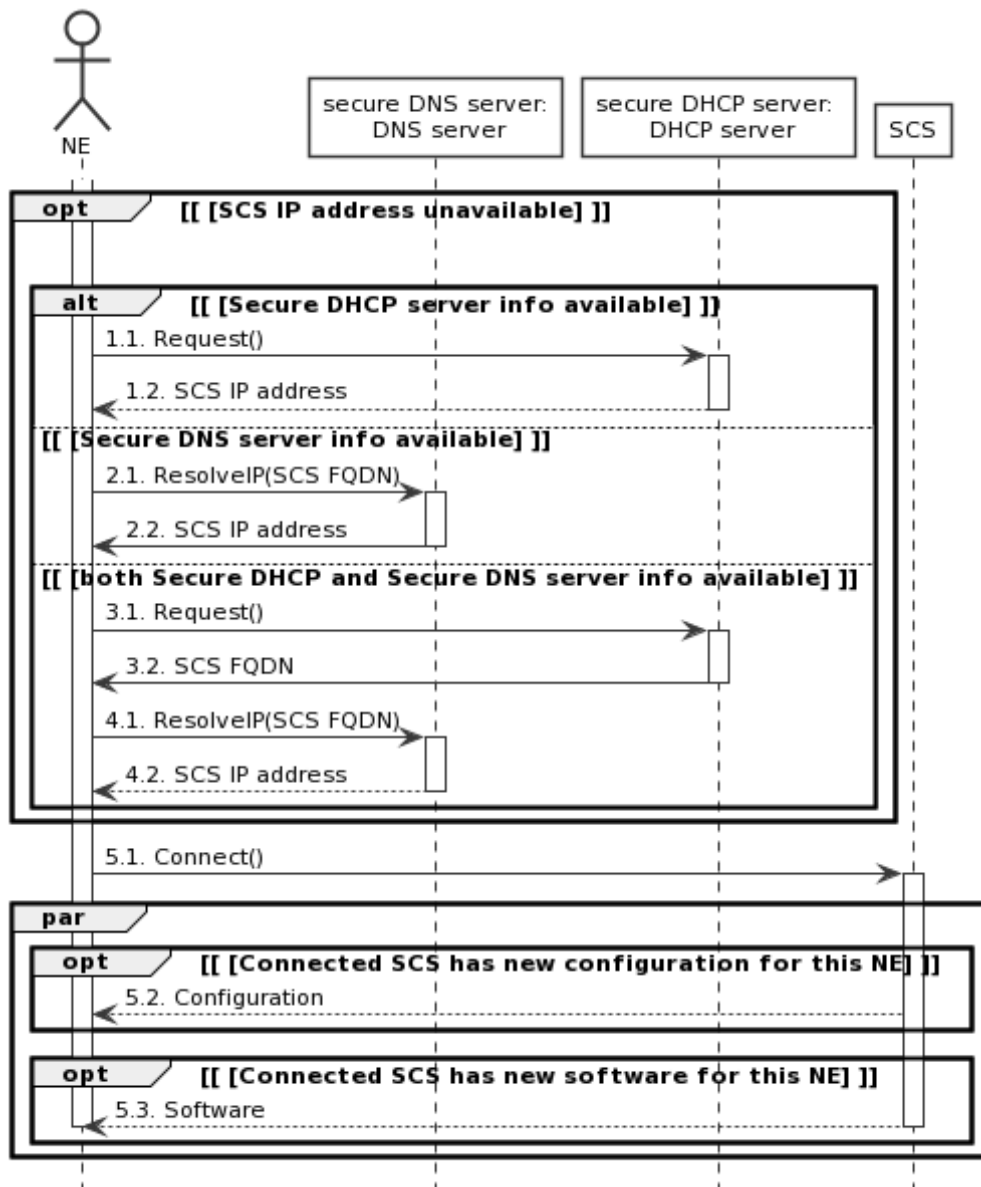 NE
secure DNS server:
DNS server
secure DHCP server:
DHCP server
SCS
opt [[ [SCS IP address unavailable] ]]
alt [[ [Secure DHCP server info available] ]]
1.1. Request()
1.2. SCS IP address
[[ [Secure DNS server info available] ]]
2.1. ResolveIP(SCS FQDN)
2.2. SCS IP address
[[ [both Secure DHCP and Secure DNS server info available] ]]
3.1. Request()
3.2. SCS FQDN
4.1. ResolveIP(SCS FQDN)
4.2. SCS IP address
5.1. Connect()
par
opt [[ [Connected SCS has new configuration for this NE] ]]
5.2. Configuration
opt [[ [Connected SCS has new software for this NE] ]]
5.3. Software